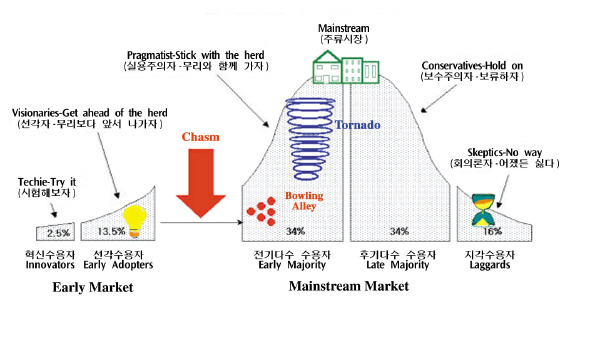 Mainstream
(주류시장)
Pragmatist-Stick with the herd
(실용주의자-무리와 함께 가자)
Conservatives-Hold on
(보수주의자-보류하자)
Visionaries-Get ahead of the herd
(선각자-무리보다 앞서 나가자)
Chasm
Tornado
Skeptics-No way
(회의론자-어쨌든 싫다)
Techie-Try it
(시험해보자)
Bowling
Alley
2.5%
13.5%
34%
34%
16%
혁신수용자
Innovators
선각수용자
Early Adopters
전기다수 수용자
Early Majority
후기다수 수용자
Late Majority
지각수용자
Laggards
Early Market
Mainstream Market